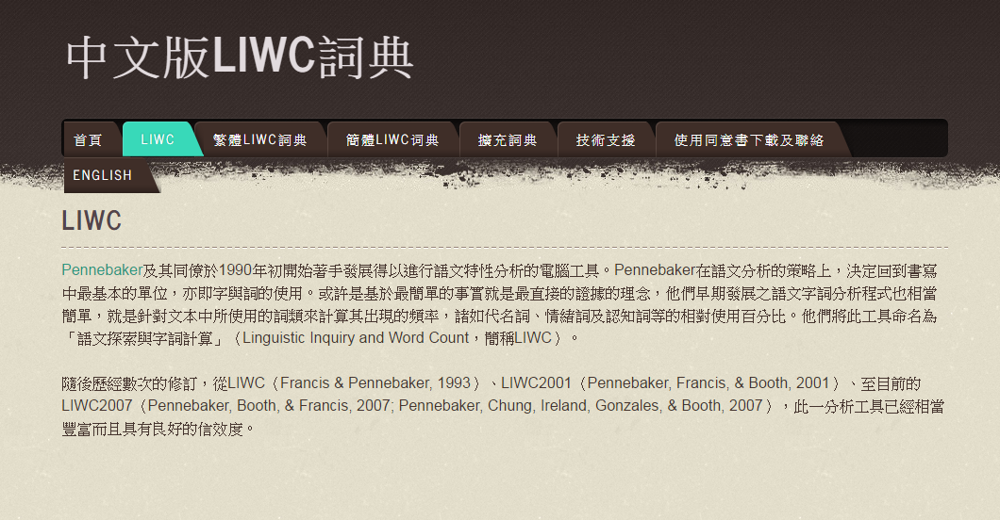 中文版LIWC詞典
首頁
LIWC
繁體LIWC詞典
簡體LIWC词典
擴充詞典
技術支援
使用同意書下載及聯絡
ENGLISH
LIWC
Pennebaker及其同僚於1990年初開始著手發展得以進行語文特性分析的電腦工具。Pennebaker在語文分析的策略上，決定回到書寫
中最基本的單位，亦即字與詞的使用。或許是基於最簡單的事實就是最直接的證據的理念，他們早期發展之語文字詞分析程式也相當
簡單，就是針對文本中所使用的詞類來計算其出現的頻率，諸如代名詞、情緒詞及認知詞等的相對使用百分比。他們將此工具命名為
「語文探索與字詞計算」（Linguistic Inquiry and Word Count，簡稱LIWC）。
隨後歷經數次的修訂，從LIWC（Francis & Pennebaker, 1993）、LIWC2001（Pennebaker, Francis, & Booth, 2001）、至目前的
LIWC2007（Pennebaker, Booth, & Francis, 2007; Pennebaker, Chung, Ireland, Gonzales, & Booth, 2007），此一分析工具已經相當
豐富而且具有良好的信效度。